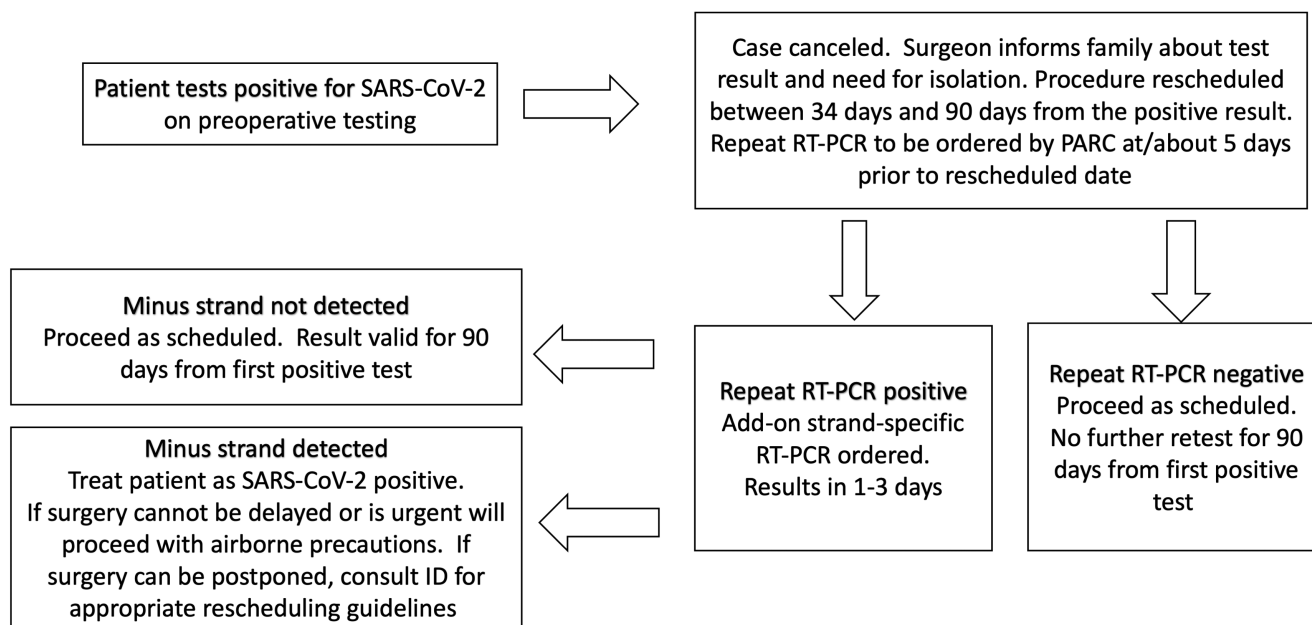 Patient tests positive for SARS-CoV-2
on preoperative testing
Case canceled.  Surgeon informs family about test
result and need for isolation. Procedure rescheduled
between 34 days and 90 days from the positive result.
Repeat RT-PCR to be ordered by PARC at/about 5 days
prior to rescheduled date
Minus strand not detected
Proceed as scheduled.  Result valid for 90
days from first positive test
Repeat RT-PCR positive
Add-on strand-specific
RT-PCR ordered.
Results in 1-3 days
Repeat RT-PCR negative
Proceed as scheduled.
No further retest for 90
days from first positive
test
Minus strand detected
Treat patient as SARS-CoV-2 positive.
If surgery cannot be delayed or is urgent will
proceed with airborne precautions.  If
surgery can be postponed, consult ID for
appropriate rescheduling guidelines